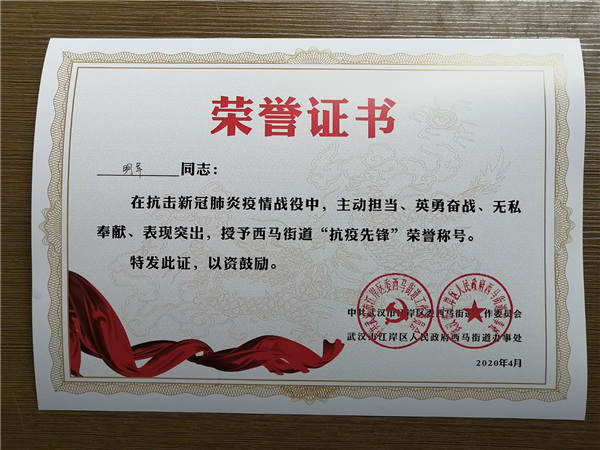 荣誉证书
明军 同志：
在抗击新冠肺炎疫情战役中，主动担当、英勇奋战、无私
奉献、表现突出，授予西马街道“抗疫先锋”荣誉称号。
特发此证，以资鼓励。
中共武汉市江岸区委西马街道工作委员会
武汉市江岸区人民政府西马街道办事处
2020年4月